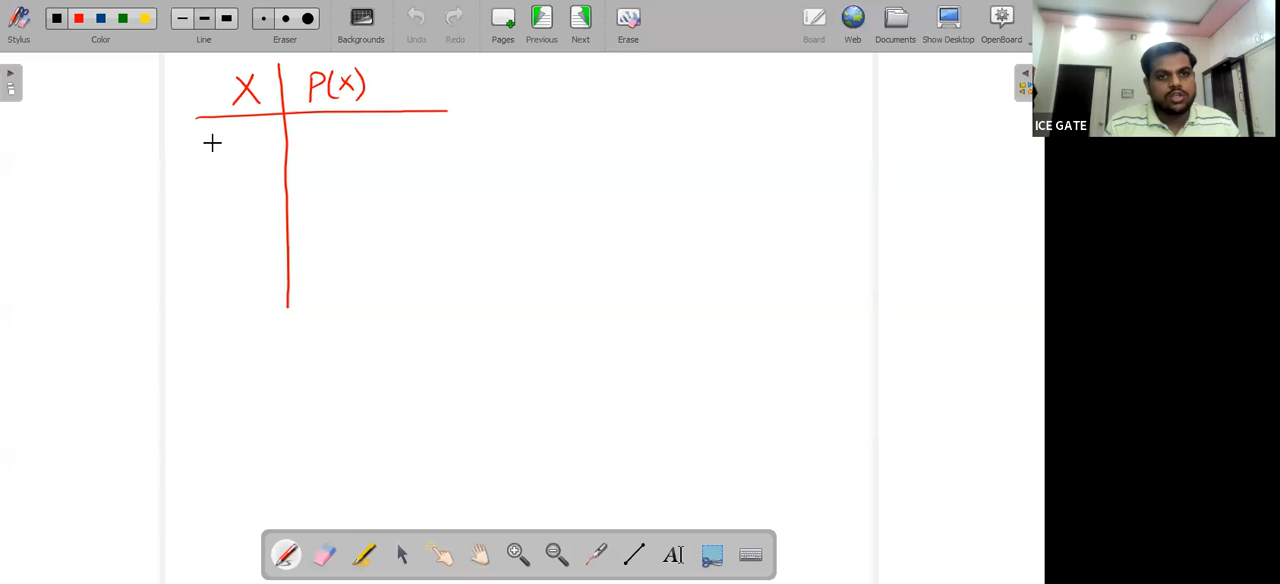 Stylus Color Line Eraser Backgrounds Undo Redo Pages Previous Next Erase Board Web Documents Show Desktop OpenBoard
X P(x)
ICE GATE